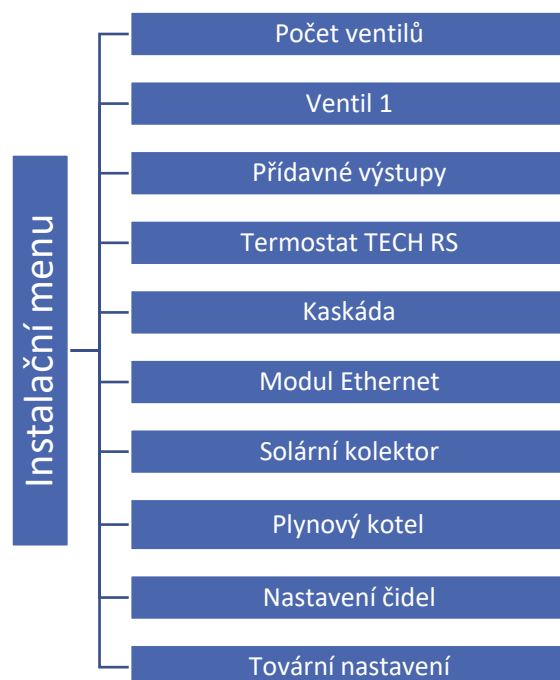 Instalační menu
Počet ventilů
Ventil 1
Přídavné výstupy
Termostat TECH RS
Kaskáda
Modul Ethernet
Solární kolektor
Plynový kotel
Nastavení čidel
Tovární nastavení